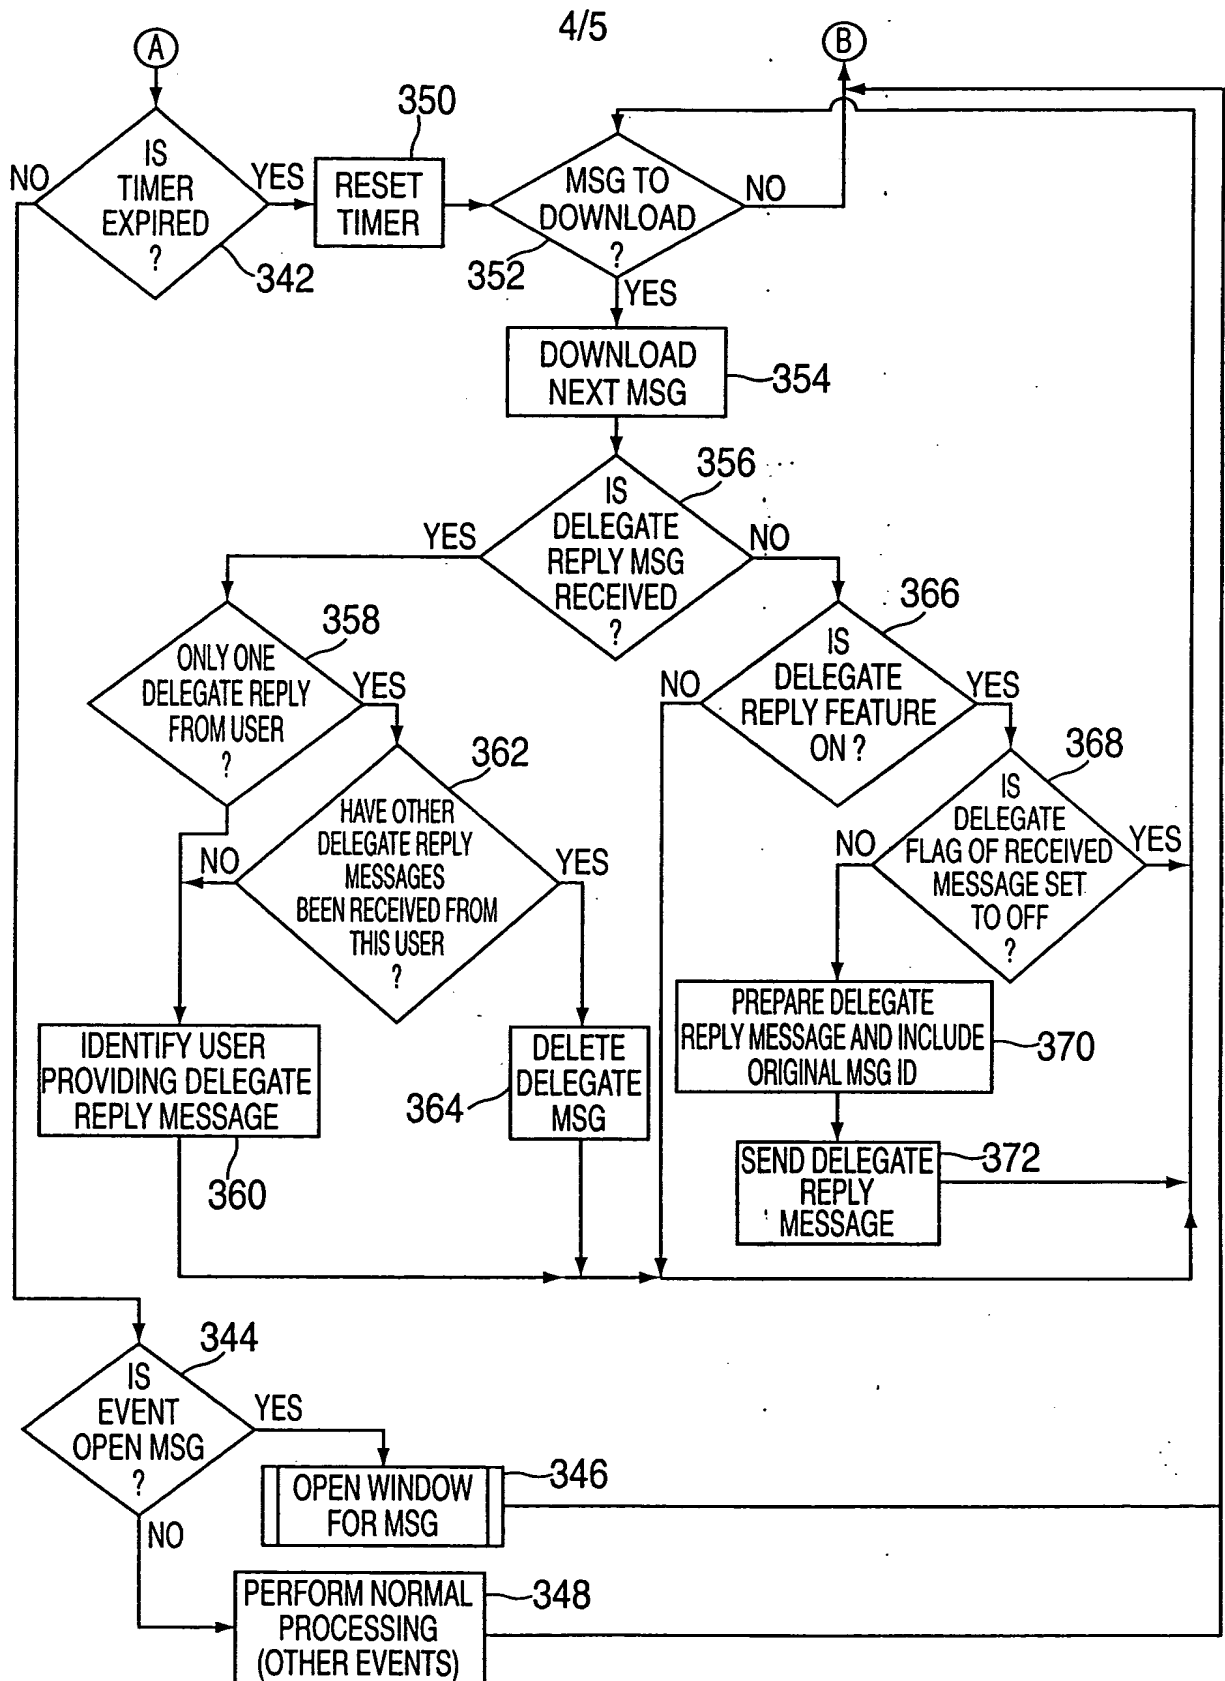 4/5
A
B
350
IS
TIMER
EXPIRED
?
NO
YES
342
RESET
TIMER
MSG TO
DOWNLOAD
?
NO
352
YES
DOWNLOAD
NEXT MSG
354
356
IS
DELEGATE
REPLY MSG
RECEIVED
?
YES
NO
358
ONLY ONE
DELEGATE REPLY
FROM USER
?
YES
366
IS
DELEGATE
REPLY FEATURE
ON ?
NO
YES
362
HAVE OTHER
DELEGATE REPLY
MESSAGES
BEEN RECEIVED FROM
THIS USER
?
NO
YES
368
IS
DELEGATE
FLAG OF RECEIVED
MESSAGE SET
TO OFF
?
NO
YES
IDENTIFY USER
PROVIDING DELEGATE
REPLY MESSAGE
360
DELETE
DELEGATE
MSG
364
PREPARE DELEGATE
REPLY MESSAGE AND INCLUDE
ORIGINAL MSG ID
370
SEND DELEGATE
REPLY
MESSAGE
372
344
IS
EVENT
OPEN MSG
?
YES
NO
OPEN WINDOW
FOR MSG
346
PERFORM NORMAL
PROCESSING
(OTHER EVENTS)
348